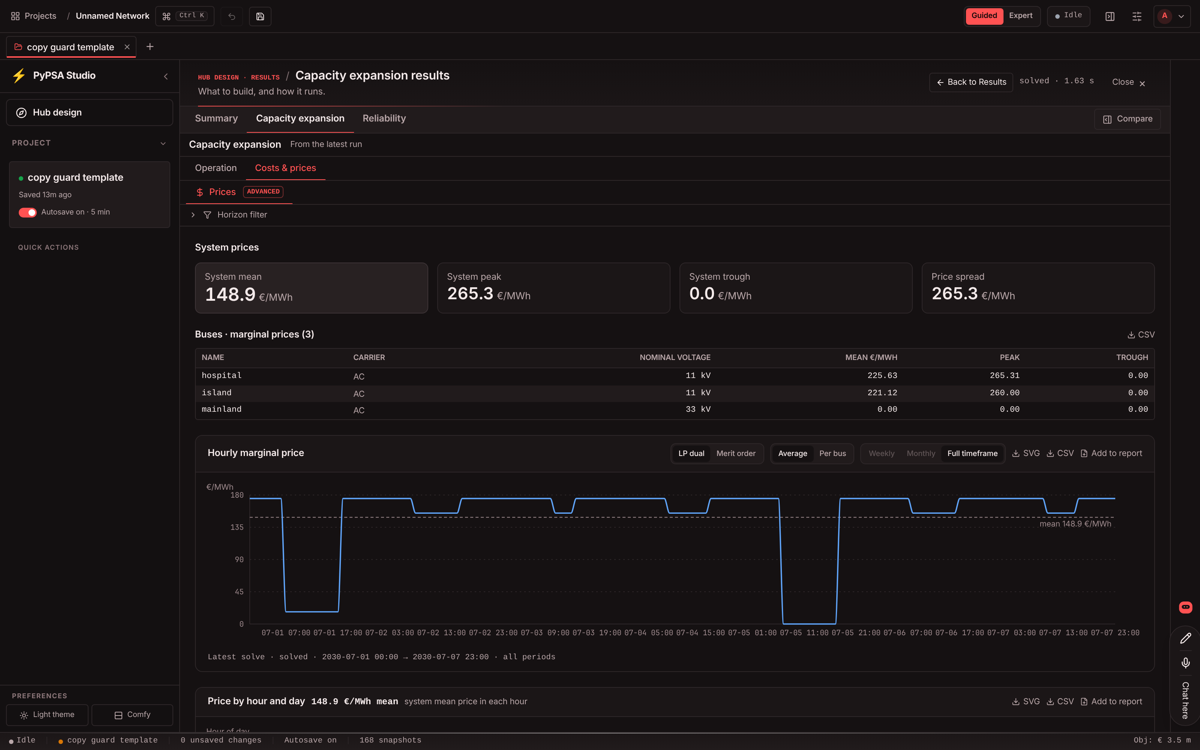 Projects / Unnamed Network Ctrl K Guided Expert Idle A
copy guard template
PyPSA Studio
Hub design
PROJECT
copy guard template
Saved 13m ago
Autosave on · 5 min
QUICK ACTIONS
HUB DESIGN · RESULTS / Capacity expansion results
What to build, and how it runs.
Back to Results solved · 1.63 s Close
Summary Capacity expansion Reliability Compare
Capacity expansion From the latest run
Operation Costs & prices
Prices ADVANCED
Horizon filter
System prices
System mean System peak System trough Price spread
148.9 €/MWh 265.3 €/MWh 0.0 €/MWh 265.3 €/MWh
Buses · marginal prices (3) CSV
NAME CARRIER NOMINAL VOLTAGE MEAN €/MWH PEAK TROUGH
hospital AC 11 kV 225.63 265.31 0.00
island AC 11 kV 221.12 260.00 0.00
mainland AC 33 kV 0.00 0.00 0.00
Hourly marginal price LP dual Merit order Average Per bus Weekly Monthly Full timeframe SVG CSV Add to report
€/MWh
180
135
90
45
0
mean 148.9 €/MWh
07-01 07:00 07-01 17:00 07-02 03:00 07-02 13:00 07-02 23:00 07-03 09:00 07-03 19:00 07-04 05:00 07-04 15:00 07-05 01:00 07-05 11:00 07-05 21:00 07-06 07:00 07-06 17:00 07-07 03:00 07-07 13:00 07-07 23:00
Latest solve · solved · 2030-07-01 00:00 → 2030-07-07 23:00 · all periods
Price by hour and day 148.9 €/MWh mean system mean price in each hour SVG CSV Add to report
Hour of day
Chat here
PREFERENCES
Light theme Comfy
Idle copy guard template 0 unsaved changes Autosave on 168 snapshots Obj: € 3.5 m